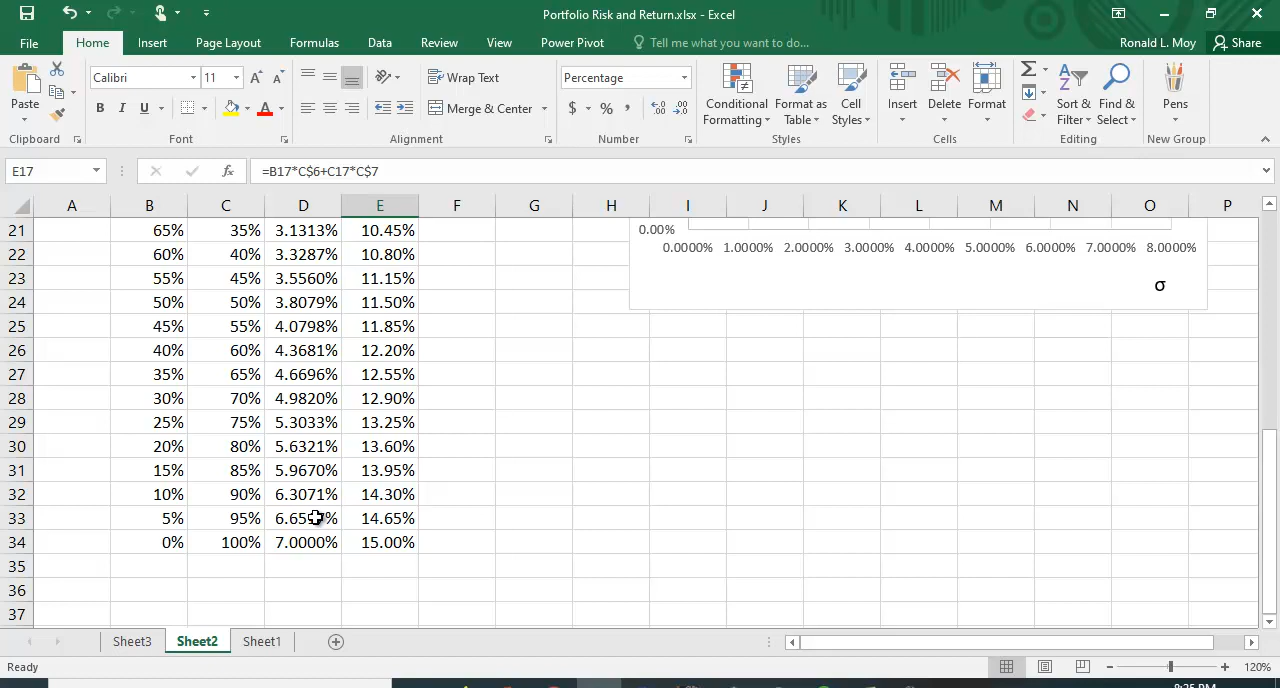 Portfolio Risk and Return.xlsx - Excel
File Home Insert Page Layout Formulas Data Review View Power Pivot Tell me what you want to do... Ronald L. Moy Share
Paste Calibri 11 A A Wrap Text Percentage Conditional Formatting Format as Table Cell Styles Insert Delete Format Sort & Filter Find & Select Pens
B I U A Merge & Center $ % ,
Clipboard Font Alignment Number Styles Cells Editing New Group
E17 fx =B17*C$6+C17*C$7
A B C D E F G H I J K L M N O P
21 65% 35% 3.1313% 10.45%
22 60% 40% 3.3287% 10.80%
23 55% 45% 3.5560% 11.15%
24 50% 50% 3.8079% 11.50%
25 45% 55% 4.0798% 11.85%
26 40% 60% 4.3681% 12.20%
27 35% 65% 4.6696% 12.55%
28 30% 70% 4.9820% 12.90%
29 25% 75% 5.3033% 13.25%
30 20% 80% 5.6321% 13.60%
31 15% 85% 5.9670% 13.95%
32 10% 90% 6.3071% 14.30%
33 5% 95% 14.65%
34 0% 100% 7.0000% 15.00%
35
36
37
0.00%
0.0000% 1.0000% 2.0000% 3.0000% 4.0000% 5.0000% 6.0000% 7.0000% 8.0000%
σ
Sheet3 Sheet2 Sheet1
Ready 120%